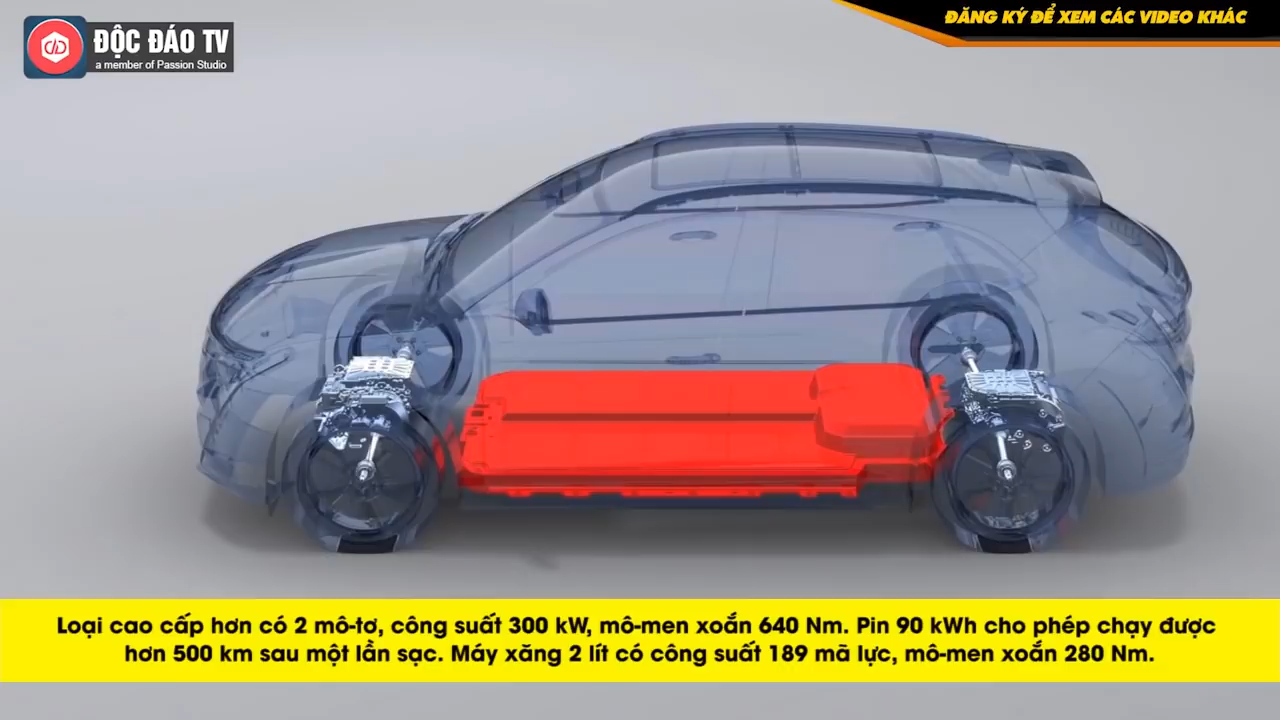 ĐỘC ĐÁO TV
a member of Passion Studio
ĐĂNG KÝ ĐỂ XEM CÁC VIDEO KHÁC
Loại cao cấp hơn có 2 mô-tơ, công suất 300 kW, mô-men xoắn 640 Nm. Pin 90 kWh cho phép chạy được
hơn 500 km sau một lần sạc. Máy xăng 2 lít có công suất 189 mã lực, mô-men xoắn 280 Nm.